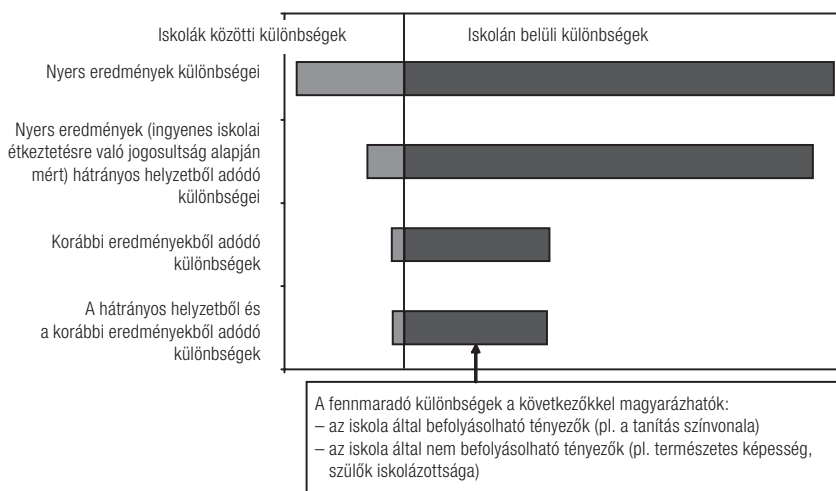 Iskolák közötti különbségek
Iskolán belüli különbségek
Nyers eredmények különbségei
Nyers eredmények (ingyenes iskolai
étkeztetésre való jogosultság alapján
mért) hátrányos helyzetből adódó
különbségei
Korábbi eredményekből adódó
különbségek
A hátrányos helyzetből és
a korábbi eredményekből adódó
különbségek
A fennmaradó különbségek a következőkkel magyarázhatók:
– az iskola által befolyásolható tényezők (pl. a tanítás színvonala)
– az iskola által nem befolyásolható tényezők (pl. természetes képesség,
szülők iskolázottsága)